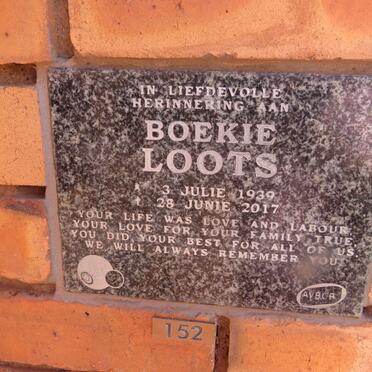 IN LIEFDEVOLLE
HERINNERING AAN
BOEKIE
LOOTS
* 3 JULIE 1939
† 28 JUNIE 2017
YOUR LIFE WAS LOVE AND LABOUR
YOUR LOVE FOR YOUR FAMILY TRUE
YOU DID YOUR BEST FOR ALL OF US
WE WILL ALWAYS REMEMBER YOU
152